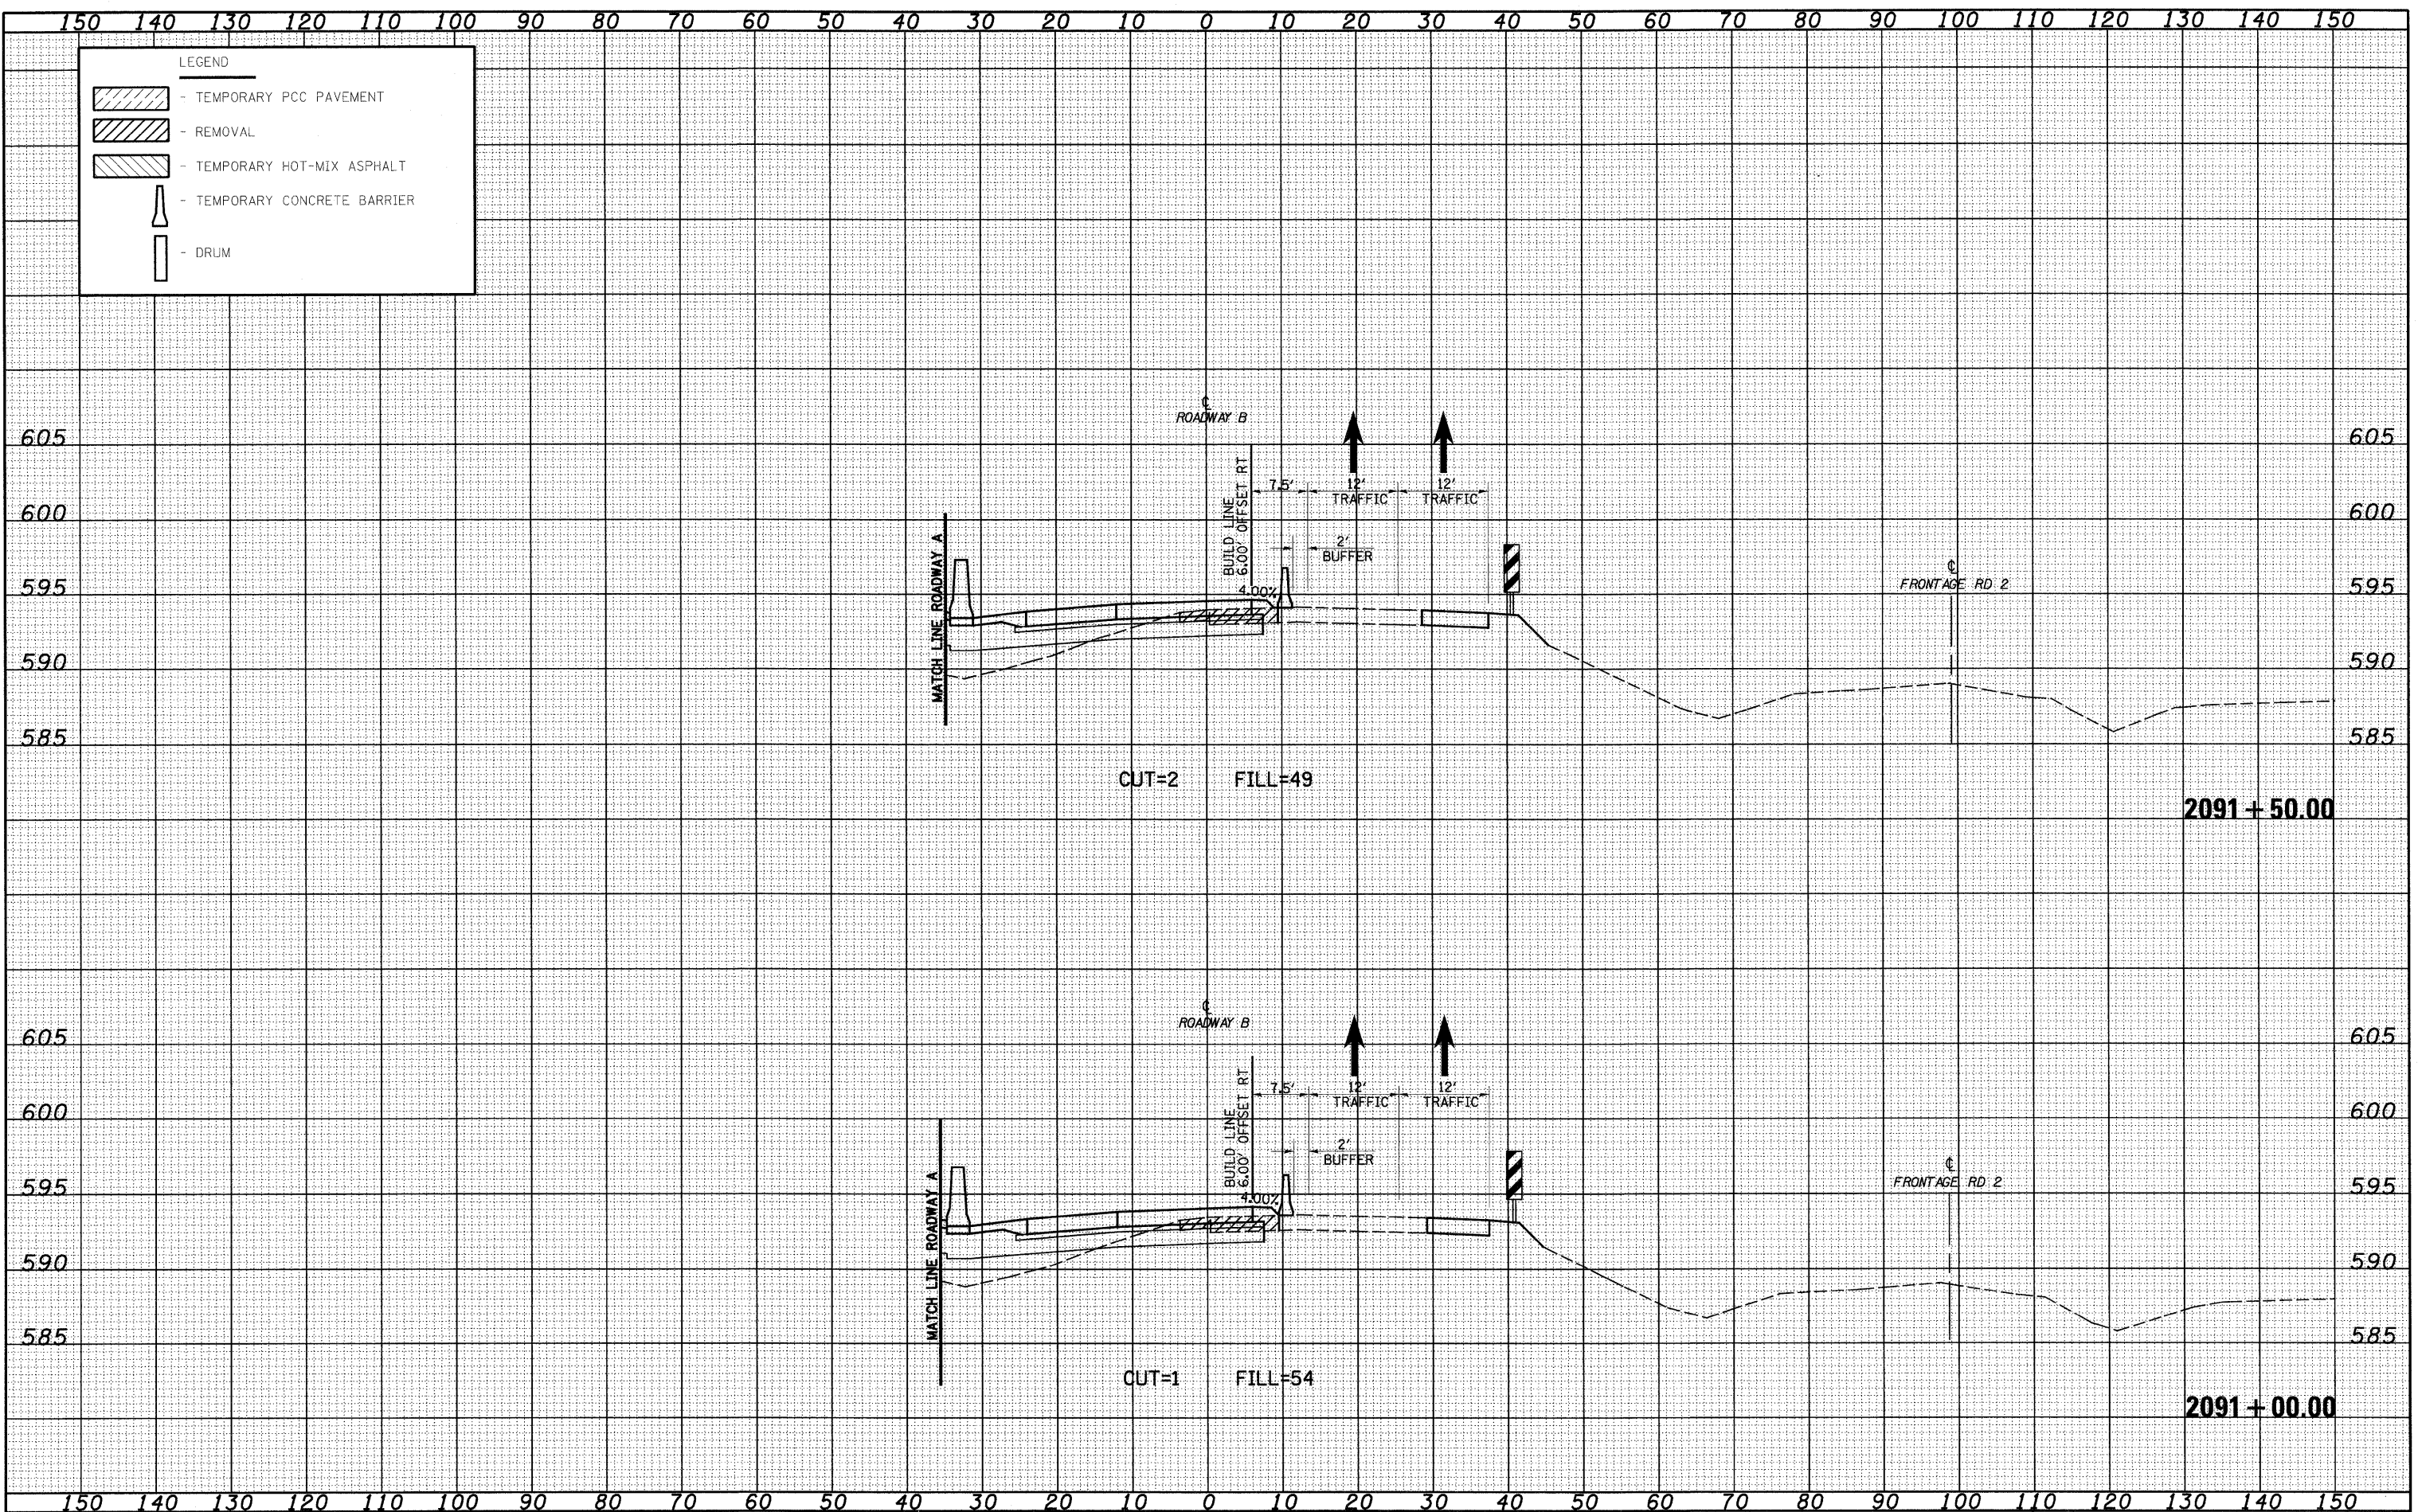 150 140 130 120 110 100 90 80 70 60 50 40 30 20 10 0 10 20 30 40 50 60 70 80 90 100 110 120 130 140 150
LEGEND
- TEMPORARY PCC PAVEMENT
- REMOVAL
- TEMPORARY HOT-MIX ASPHALT
- TEMPORARY CONCRETE BARRIER
- DRUM
℄
ROADWAY B
605 605
BUILD LINE
6.00' OFFSET RT
7.5' 12' 12'
TRAFFIC TRAFFIC
600 600
MATCH LINE ROADWAY A
2'
BUFFER
℄
FRONTAGE RD 2
4.00%
595 595
590 590
585 585
CUT=2 FILL=49
2091 + 50.00
℄
ROADWAY B
605 605
BUILD LINE
6.00' OFFSET RT
7.5' 12' 12'
TRAFFIC TRAFFIC
600 600
MATCH LINE ROADWAY A
2'
BUFFER
℄
FRONTAGE RD 2
4.00%
595 595
590 590
585 585
CUT=1 FILL=54
2091 + 00.00
150 140 130 120 110 100 90 80 70 60 50 40 30 20 10 0 10 20 30 40 50 60 70 80 90 100 110 120 130 140 150